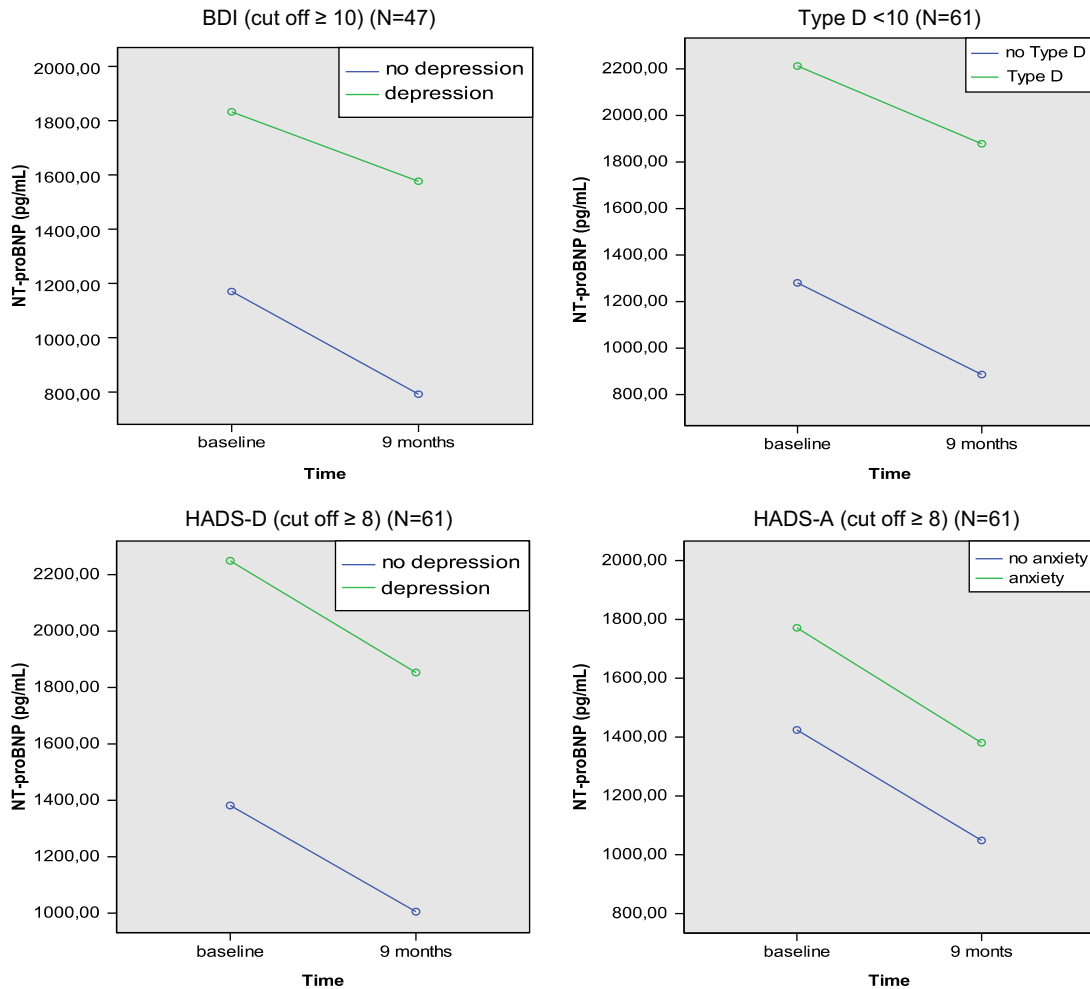 BDI (cut off ≥ 10) (N=47)
NT-proBNP (pg/mL)
2000,00
1800,00
1600,00
1400,00
1200,00
1000,00
800,00
no depression
depression
baseline
9 months
Time
Type D <10 (N=61)
NT-proBNP (pg/mL)
2200,00
2000,00
1800,00
1600,00
1400,00
1200,00
1000,00
800,00
no Type D
Type D
baseline
9 months
Time
HADS-D (cut off ≥ 8) (N=61)
NT-proBNP (pg/mL)
2200,00
2000,00
1800,00
1600,00
1400,00
1200,00
1000,00
no depression
depression
baseline
9 months
Time
HADS-A (cut off ≥ 8) (N=61)
NT-proBNP (pg/mL)
2000,00
1800,00
1600,00
1400,00
1200,00
1000,00
800,00
no anxiety
anxiety
baseline
9 monts
Time